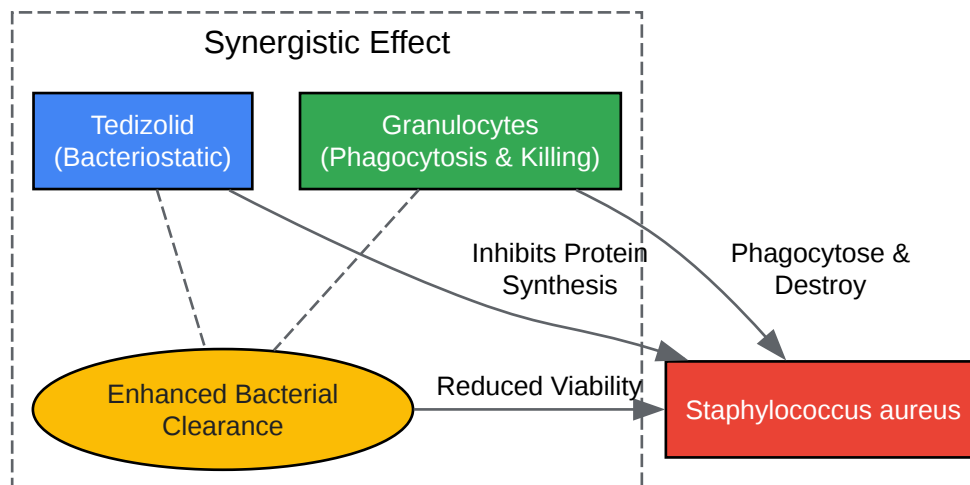 Synergistic Effect
Tedizolid
(Bacteriostatic)
Granulocytes
(Phagocytosis & Killing)
Inhibits Protein
Synthesis
Phagocytose &
Destroy
Enhanced Bacterial
Clearance
Reduced Viability
Staphylococcus aureus